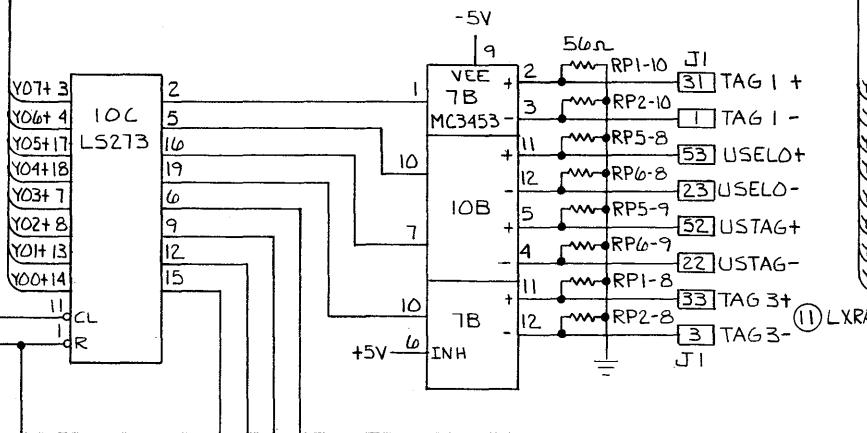 -5V
9
56Ω
J1
Y07+ 3
2
1
VEE
7B
MC3453
+ 2
RP1-10
31 TAG 1 +
Y06+ 4
10C
LS273
5
- 3
RP2-10
1 TAG 1 -
Y05+ 17
16
10
+ 11
RP5-8
53 USEL0+
Y04+ 18
19
- 12
RP6-8
23 USEL0-
Y03+ 7
6
10B
+ 5
RP5-9
52 USTAG+
Y02+ 8
9
7
- 4
RP6-9
22 USTAG-
Y01+ 13
12
Y00+ 14
15
+ 11
RP1-8
33 TAG 3+
11 CL
10
7B
- 12
RP2-8
3 TAG 3-
11 LXR
1 R
+5V 6 INH
J1